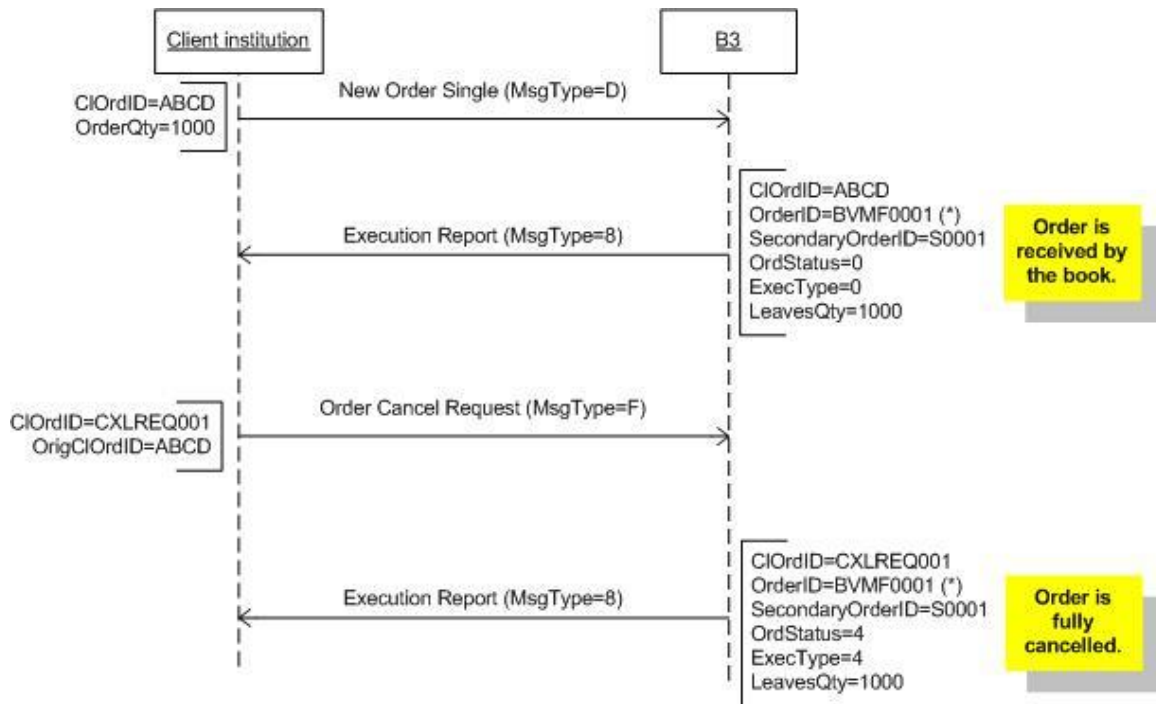 Client institution
B3
New Order Single (MsgType=D)
ClOrdID=ABCD
OrderQty=1000
ClOrdID=ABCD
OrderID=BVMF0001 (*)
SecondaryOrderID=S0001
OrdStatus=0
ExecType=0
LeavesQty=1000
Order is
received by
the book.
Execution Report (MsgType=8)
Order Cancel Request (MsgType=F)
ClOrdID=CXLREQ001
OrigClOrdID=ABCD
Execution Report (MsgType=8)
ClOrdID=CXLREQ001
OrderID=BVMF0001 (*)
SecondaryOrderID=S0001
OrdStatus=4
ExecType=4
LeavesQty=1000
Order is
fully
cancelled.